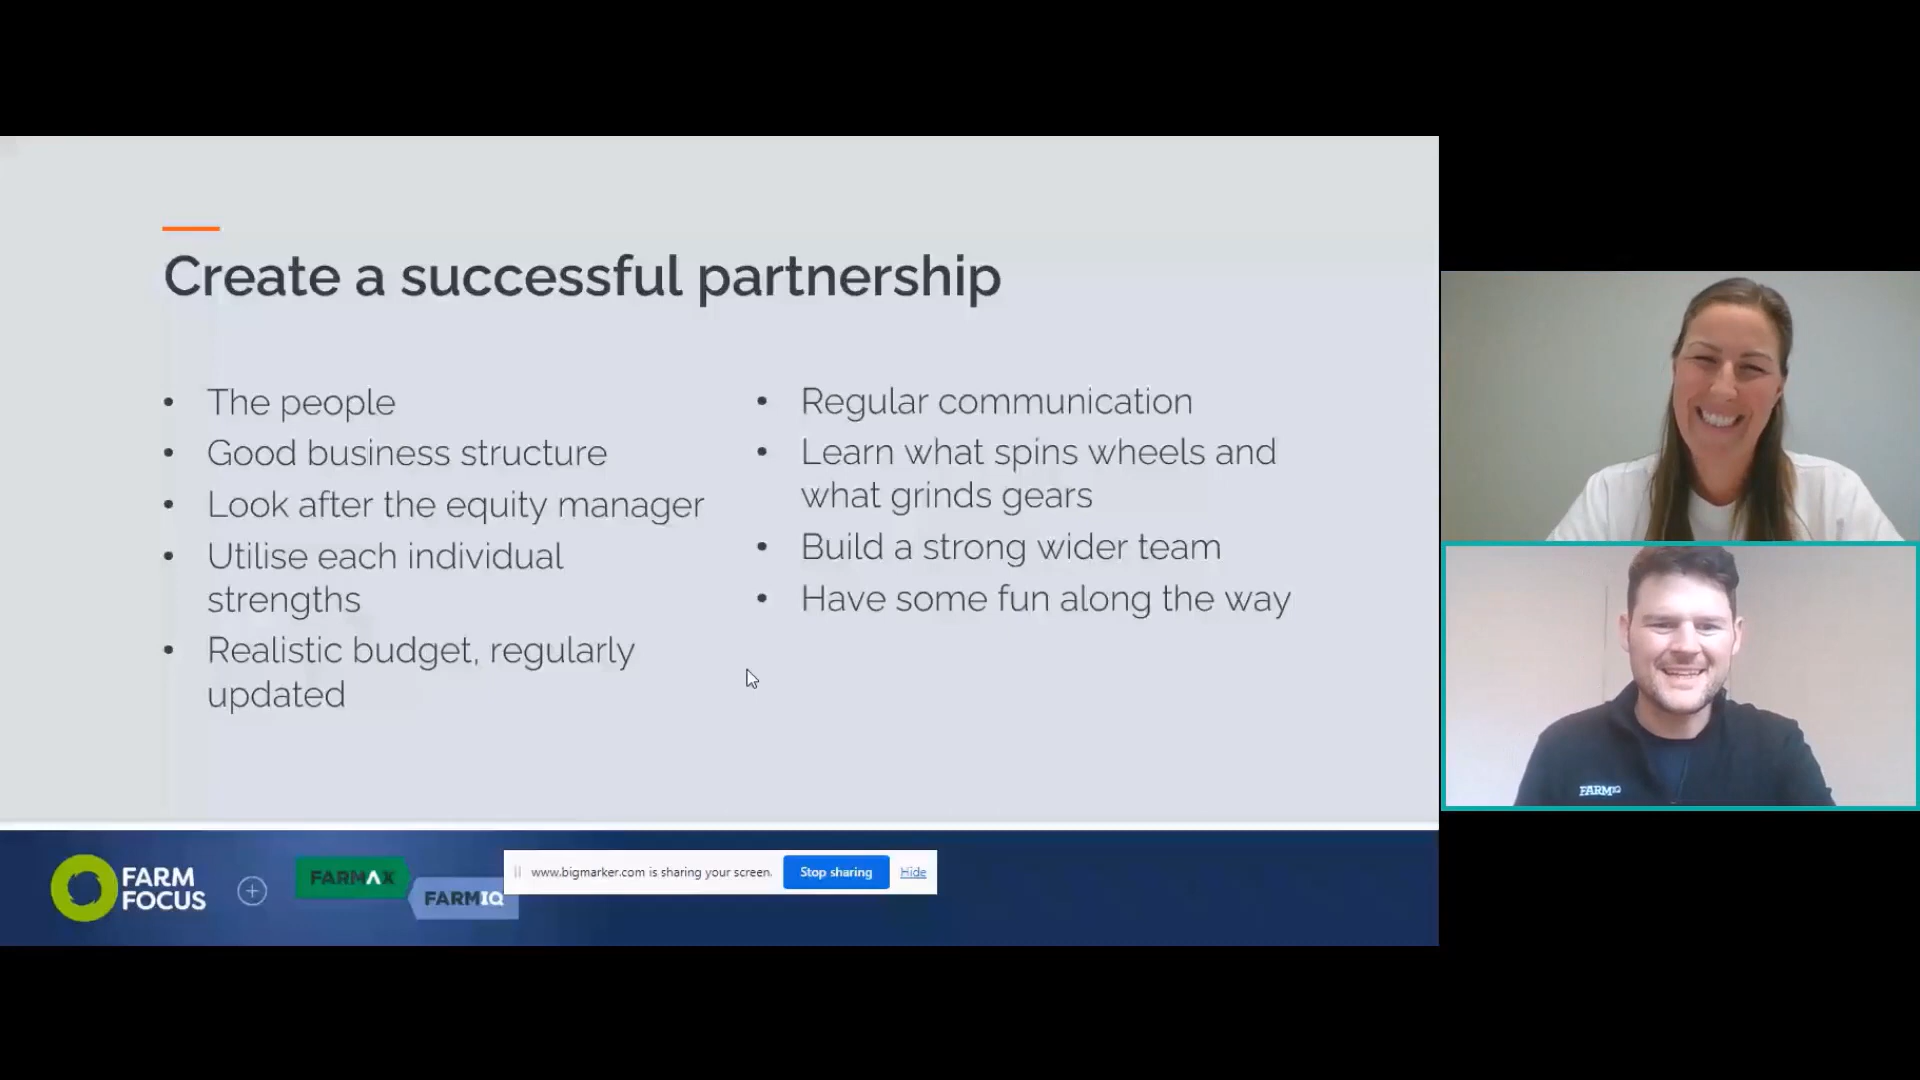 Create a successful partnership
• The people
• Good business structure
• Look after the equity manager
• Utilise each individual
strengths
• Realistic budget, regularly
updated
• Regular communication
• Learn what spins wheels and
what grinds gears
• Build a strong wider team
• Have some fun along the way
FARMIQ
FARM
FOCUS
FARMAX
FARMIQ
www.bigmarker.com is sharing your screen.
Stop sharing
Hide